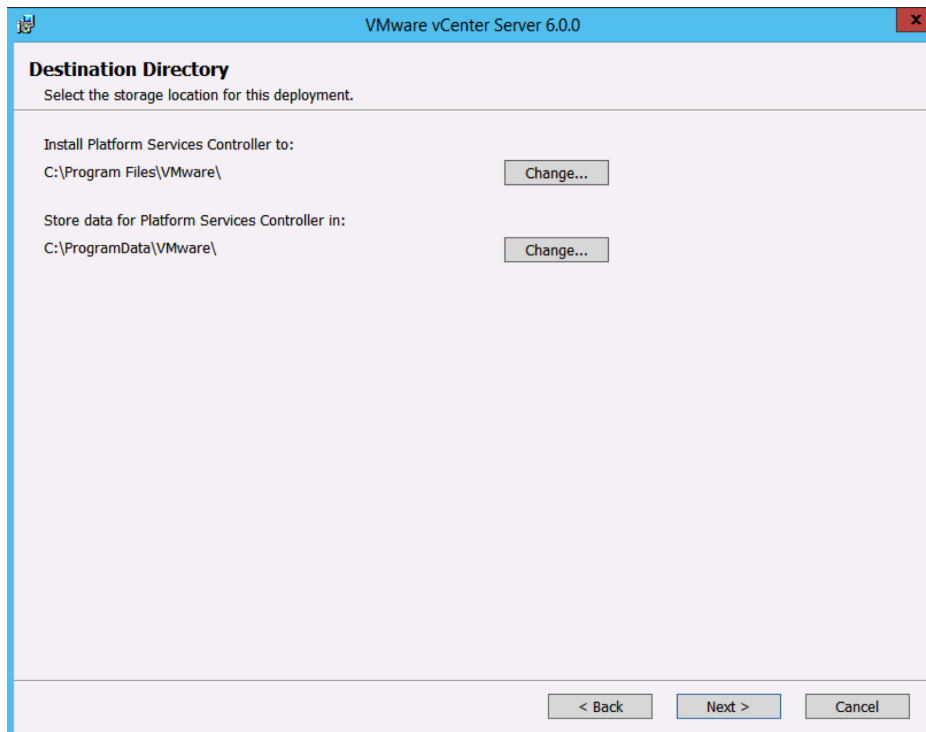 VMware vCenter Server 6.0.0
x
Destination Directory
Select the storage location for this deployment.
Install Platform Services Controller to:
C:\Program Files\VMware\
Change...
Store data for Platform Services Controller in:
C:\ProgramData\VMware\
Change...
< Back
Next >
Cancel